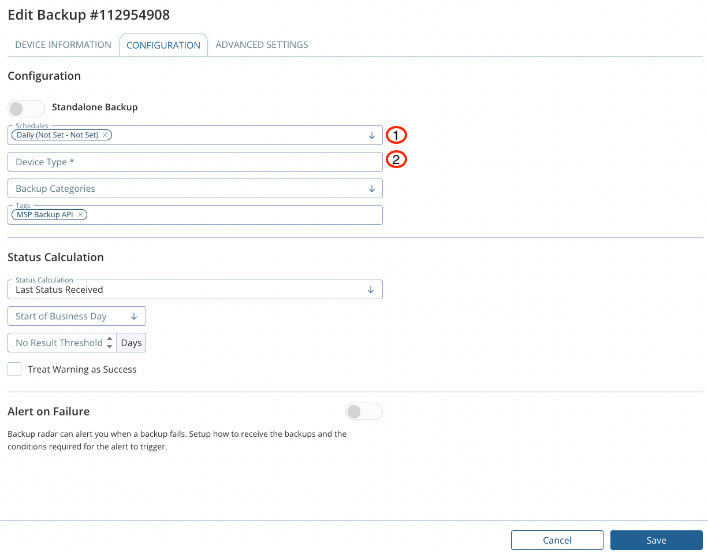 Edit Backup #112954908
DEVICE INFORMATION CONFIGURATION ADVANCED SETTINGS
Configuration
Standalone Backup
Schedules
Daily (Not Set - Not Set) ×
1
Device Type *
2
Backup Categories
Tags
MSP Backup API ×
Status Calculation
Status Calculation
Last Status Received
Start of Business Day
No Result Threshold Days
Treat Warning as Success
Alert on Failure
Backup radar can alert you when a backup fails. Setup how to receive the backups and the
conditions required for the alert to trigger.
Cancel Save